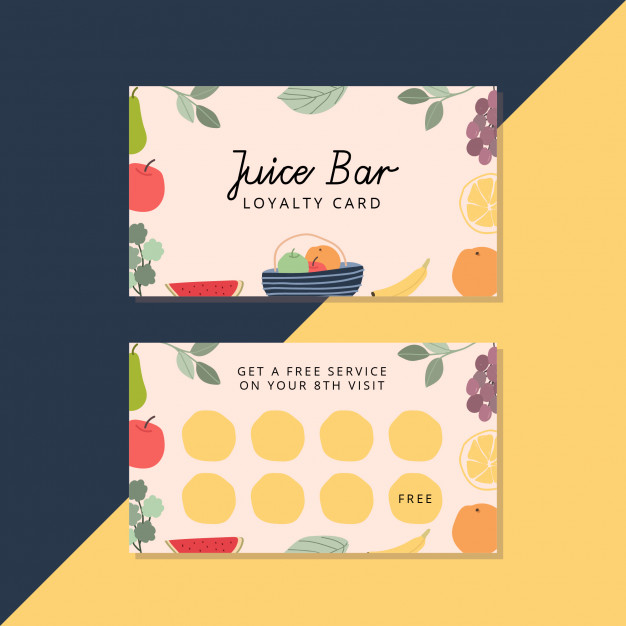 Juice Bar
LOYALTY CARD
GET A FREE SERVICE
ON YOUR 8TH VISIT
FREE